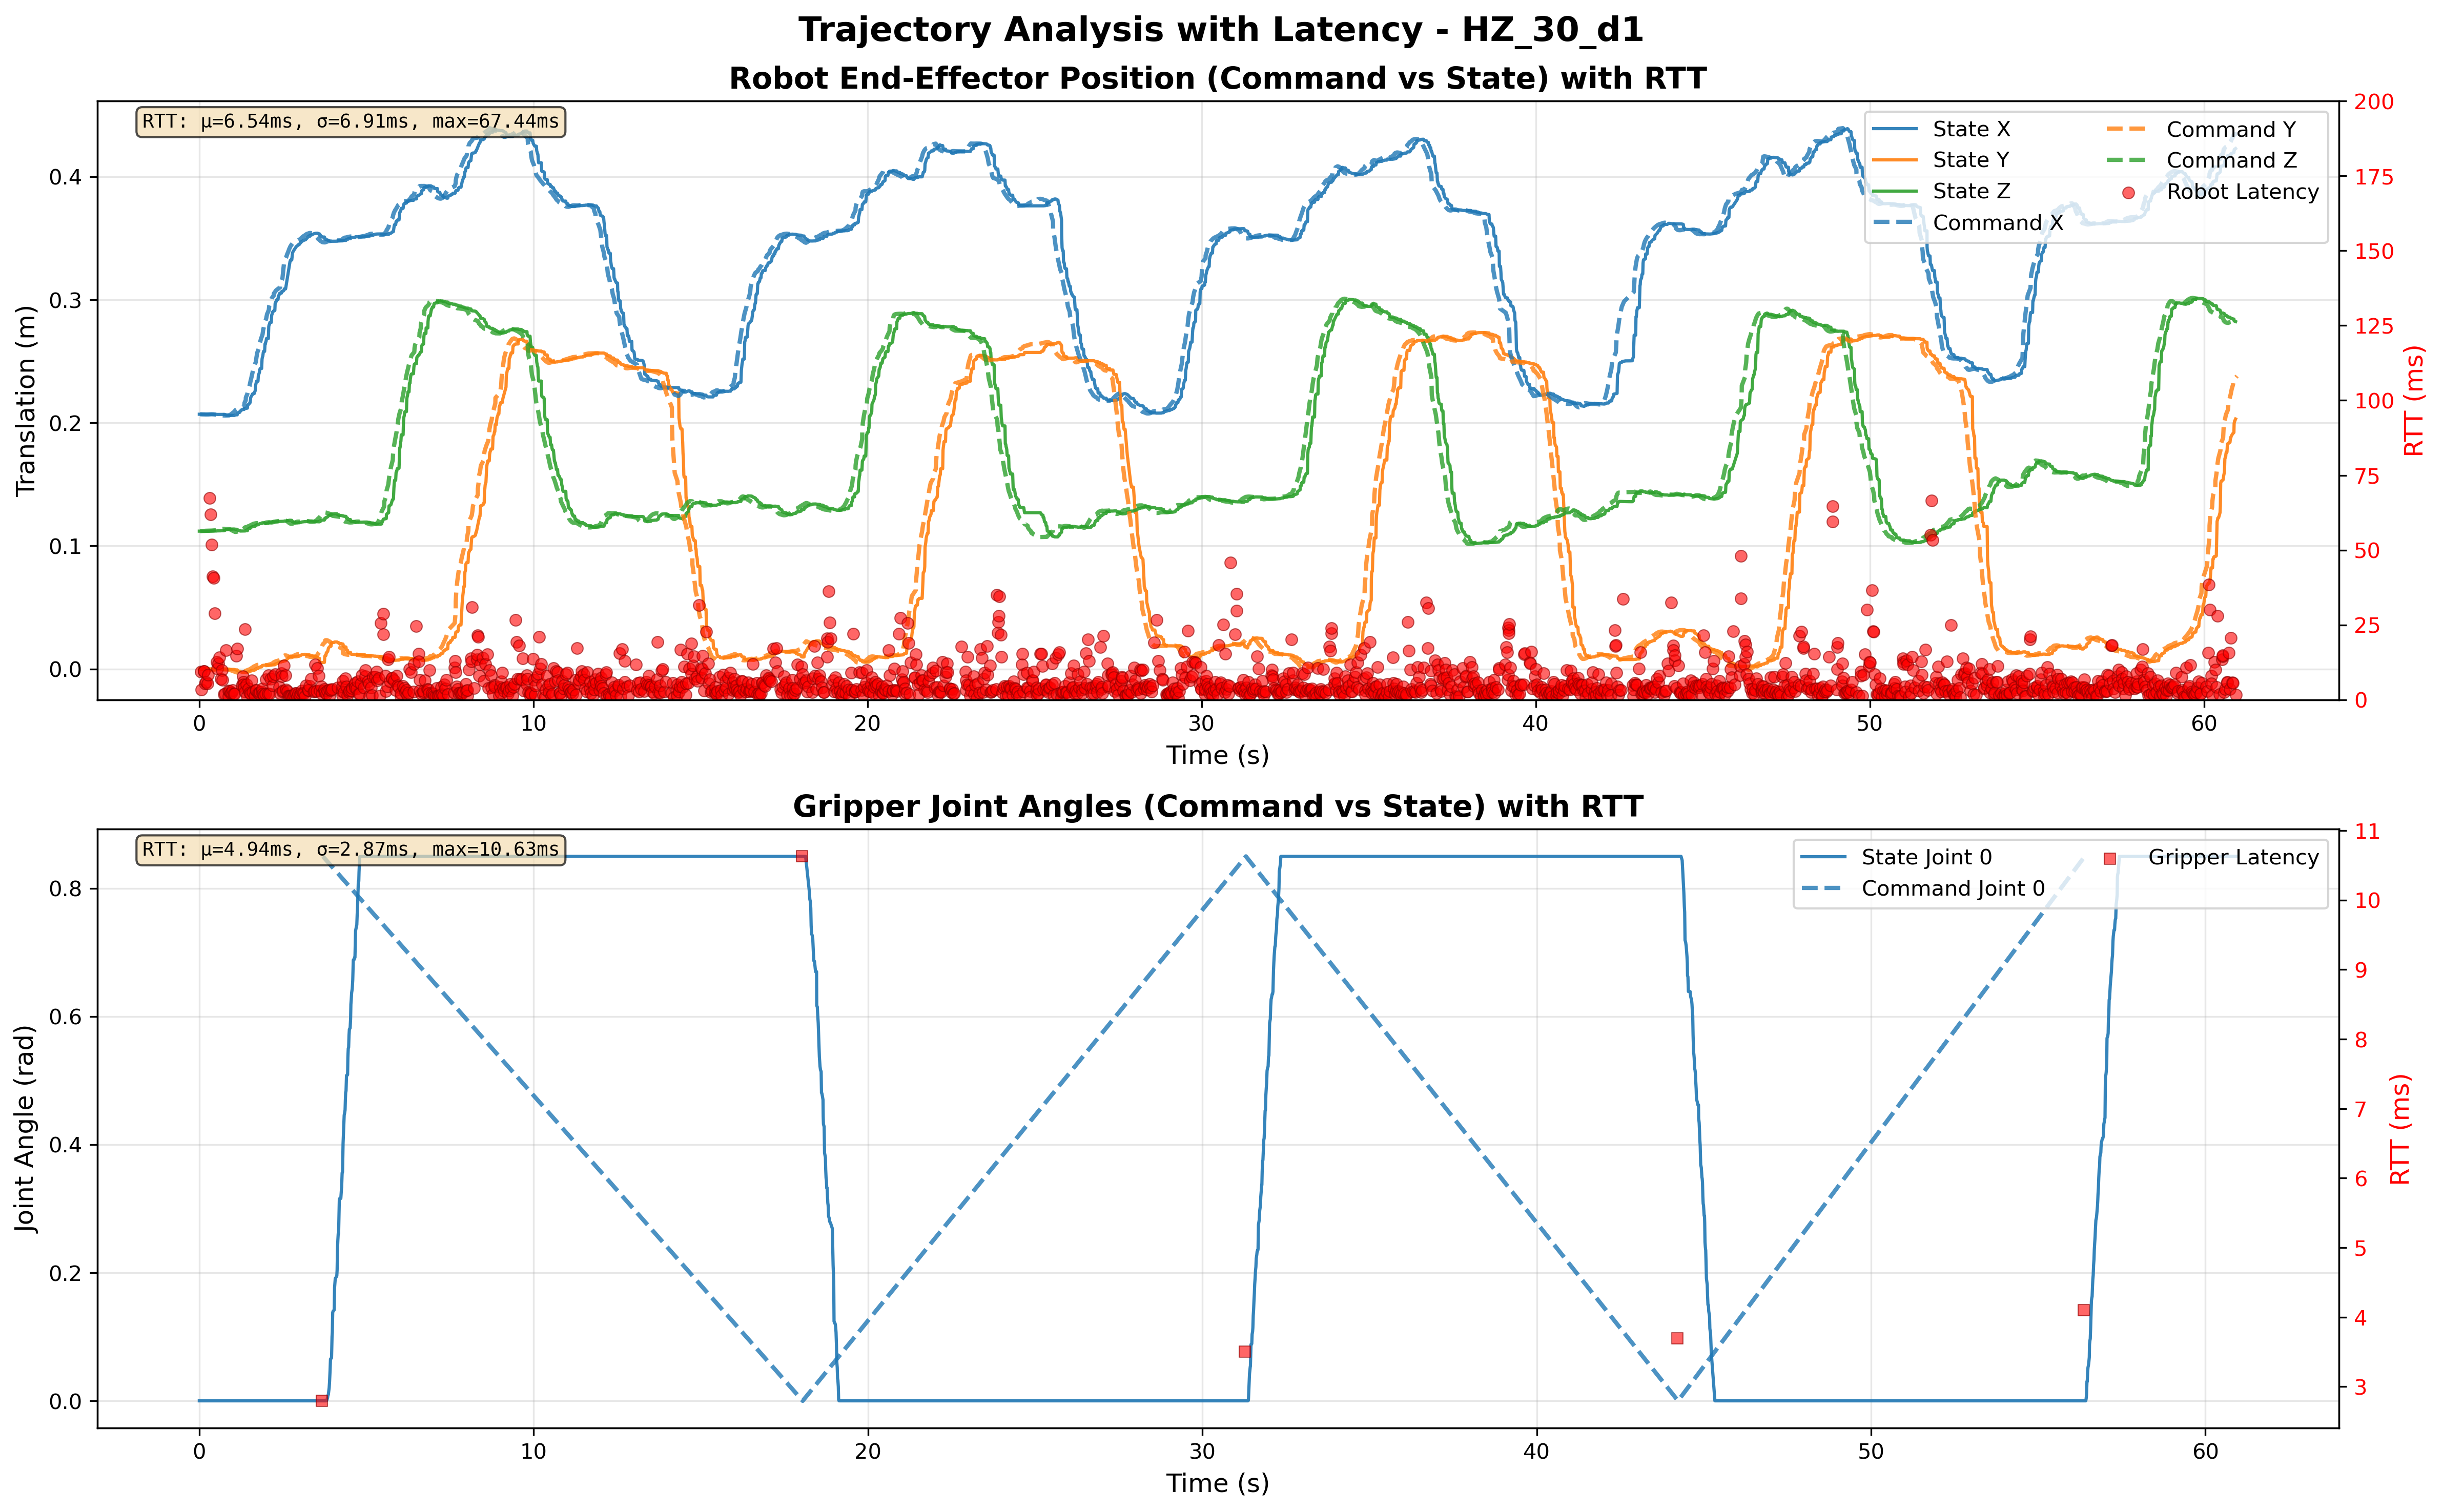 Trajectory Analysis with Latency - HZ_30_d1
Robot End-Effector Position (Command vs State) with RTT
RTT: μ=6.54ms, σ=6.91ms, max=67.44ms
State X
State Y
State Z
Command X
Command Y
Command Z
Robot Latency
Translation (m)
0.4
0.3
0.2
0.1
0.0
200
175
150
125
100
75
50
25
0
RTT (ms)
0 10 20 30 40 50 60
Time (s)
Gripper Joint Angles (Command vs State) with RTT
RTT: μ=4.94ms, σ=2.87ms, max=10.63ms
State Joint 0
Command Joint 0
Gripper Latency
Joint Angle (rad)
0.8
0.6
0.4
0.2
0.0
11
10
9
8
7
6
5
4
3
RTT (ms)
0 10 20 30 40 50 60
Time (s)